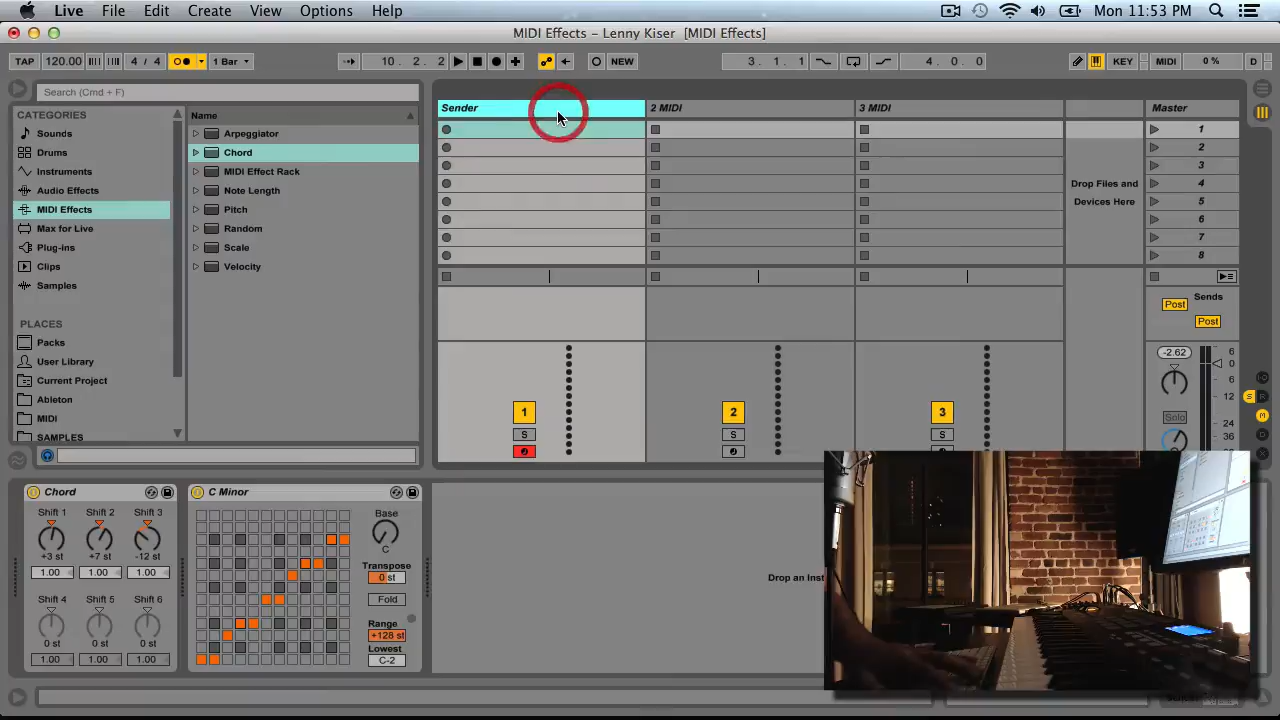 Live File Edit Create View Options Help Mon 11:53 PM
MIDI Effects – Lenny Kiser [MIDI Effects]
TAP 120.00 4 / 4 1 Bar 10. 2. 2 NEW 3. 1. 1 4. 0. 0 KEY MIDI 0 % D
Search (Cmd + F)
CATEGORIES
Sounds
Drums
Instruments
Audio Effects
MIDI Effects
Max for Live
Plug-ins
Clips
Samples
PLACES
Packs
User Library
Current Project
Ableton
MIDI
SAMPLES
Name
Arpeggiator
Chord
MIDI Effect Rack
Note Length
Pitch
Random
Scale
Velocity
Sender 2 MIDI 3 MIDI Master
1
2
3
4
5
6
7
8
Drop Files and
Devices Here
Sends
Post
Post
-2.62
6
0
6
12
24
36
Solo
S R
M
D
1 2 3
S S S
Chord
Shift 1 Shift 2 Shift 3
+3 st +7 st -12 st
1.00 1.00 1.00
Shift 4 Shift 5 Shift 6
0 st 0 st 0 st
1.00 1.00 1.00
C Minor
Base
C
Transpose
0 st
Fold
Range
+128 st
Lowest
C-2
Drop an Inst